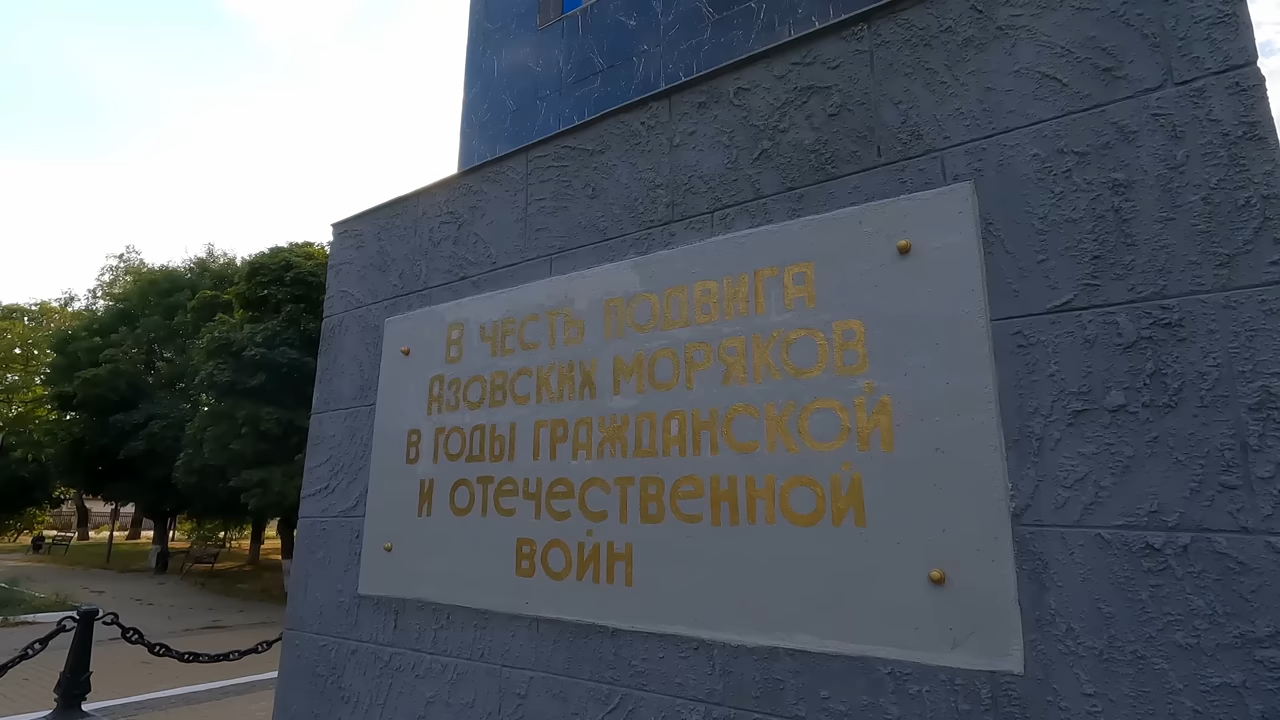 В ЧЕСТЬ ПОДВИГА
АЗОВСКИХ МОРЯКОВ
В ГОДЫ ГРАЖДАНСКОЙ
И ОТЕЧЕСТВЕННОЙ
ВОЙН